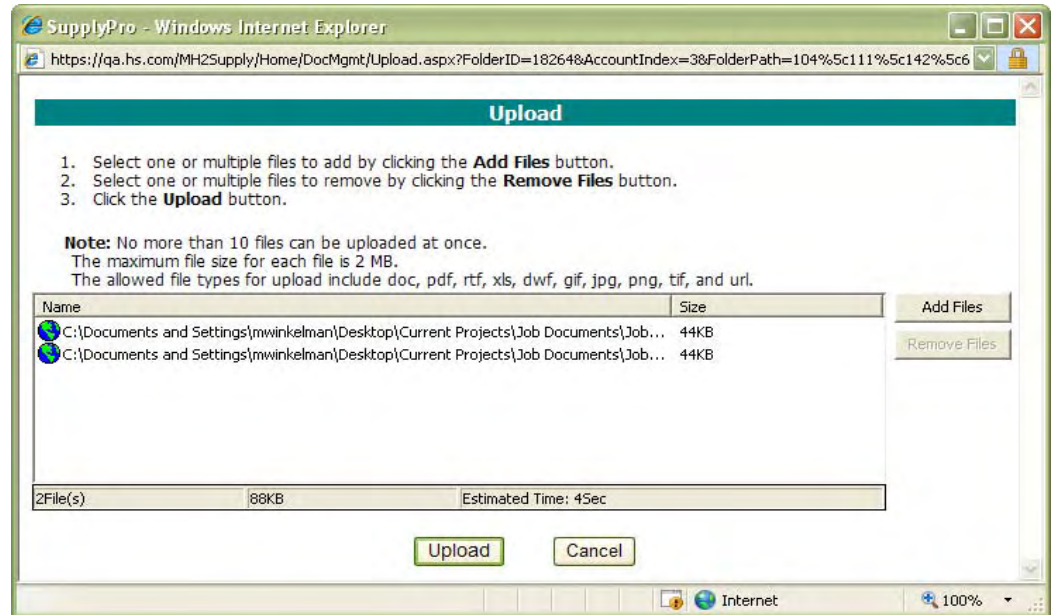 SupplyPro - Windows Internet Explorer
https://qa.hs.com/MH2Supply/Home/DocMgmt/Upload.aspx?FolderID=18264&AccountIndex=3&FolderPath=104%5c111%5c142%5c6
Upload
1. Select one or multiple files to add by clicking the Add Files button.
2. Select one or multiple files to remove by clicking the Remove Files button.
3. Click the Upload button.
Note: No more than 10 files can be uploaded at once.
The maximum file size for each file is 2 MB.
The allowed file types for upload include doc, pdf, rtf, xls, dwf, gif, jpg, png, tif, and url.
Name Size Add Files
C:\Documents and Settings\mwinkelman\Desktop\Current Projects\Job Documents\Job... 44KB
Remove Files
C:\Documents and Settings\mwinkelman\Desktop\Current Projects\Job Documents\Job... 44KB
2File(s) 88KB Estimated Time: 4Sec
Upload Cancel
Internet 100%